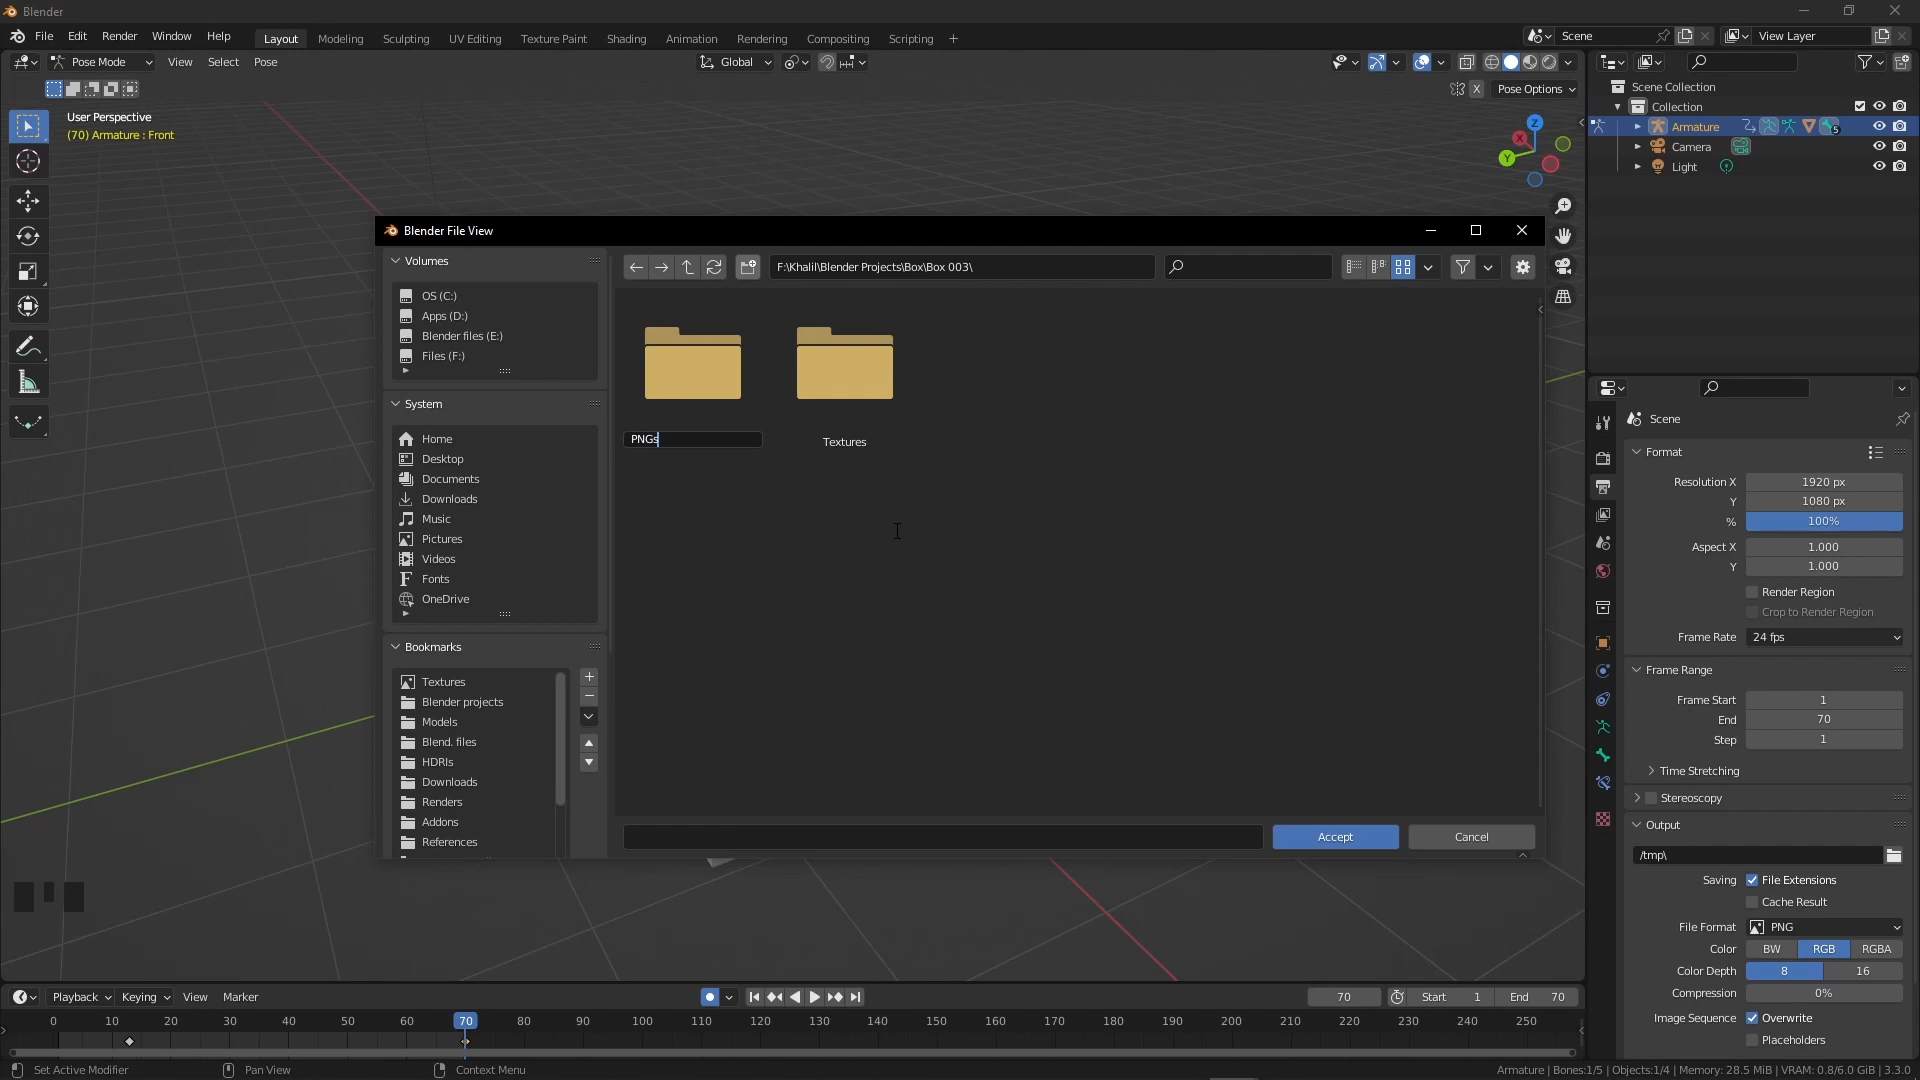 Blender
File Edit Render Window Help
Layout Modeling Sculpting UV Editing Texture Paint Shading Animation Rendering Compositing Scripting +
Scene
View Layer
Pose Mode View Select Pose
Global
X Pose Options
User Perspective
(70) Armature : Front
Z
X
Y
Scene Collection
Collection
Armature
5
Camera
Light
Blender File View
Volumes
OS (C:)
Apps (D:)
Blender files (E:)
Files (F:)
System
Home
Desktop
Documents
Downloads
Music
Pictures
Videos
Fonts
OneDrive
Bookmarks
Textures
Blender projects
Models
Blend. files
HDRIs
Downloads
Renders
Addons
References
F:\Khalil\Blender Projects\Box\Box 003\
PNGs
Textures
Accept
Cancel
Scene
Format
Resolution X 1920 px
Y 1080 px
% 100%
Aspect X 1.000
Y 1.000
Render Region
Crop to Render Region
Frame Rate 24 fps
Frame Range
Frame Start 1
End 70
Step 1
Time Stretching
Stereoscopy
Output
/tmp\
Saving File Extensions
Cache Result
File Format PNG
Color BW RGB RGBA
Color Depth 8 16
Compression 0%
Image Sequence Overwrite
Placeholders
Playback Keying View Marker
70 Start 1 End 70
0 10 20 30 40 50 60 70 80 90 100 110 120 130 140 150 160 170 180 190 200 210 220 230 240 250
Set Active Modifier Pan View Context Menu
Armature | Bones:1/5 | Objects:1/4 | Memory: 28.5 MiB | VRAM: 0.8/6.0 GiB | 3.3.0